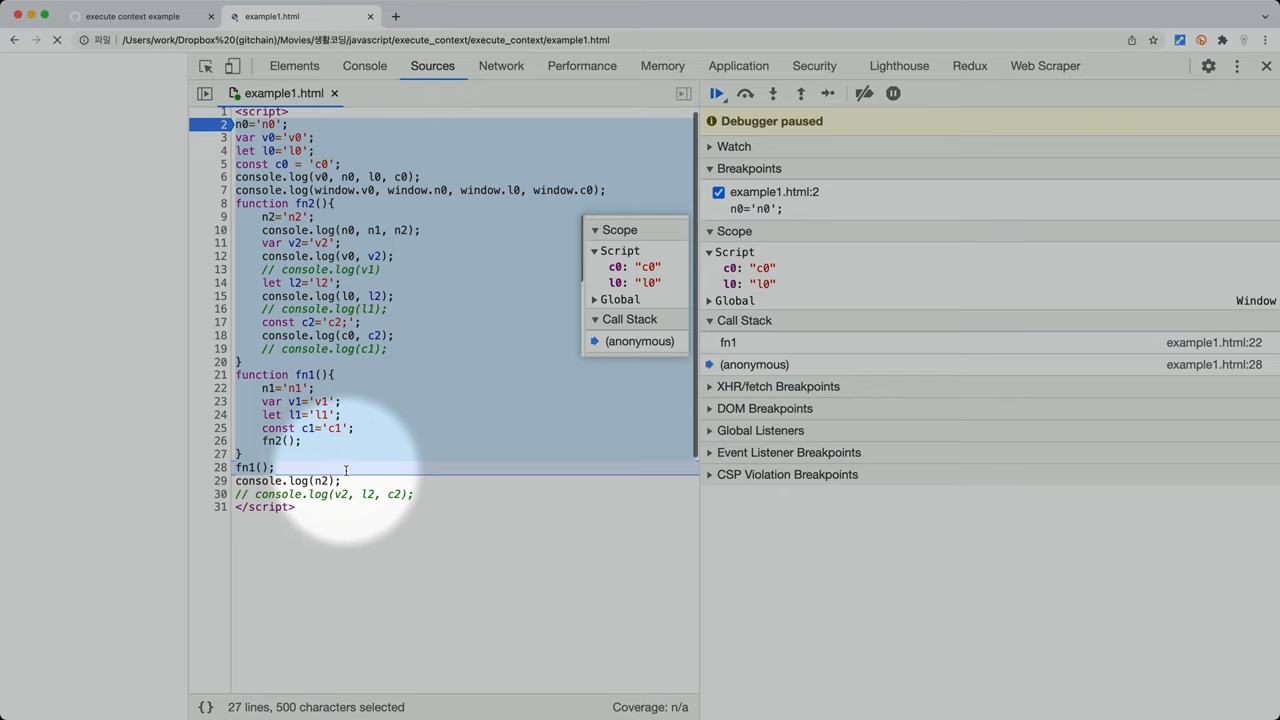 execute context example
example1.html
파일 /Users/work/Dropbox%20(gitchain)/Movies/생활코딩/javascript/execute_context/execute_context/example1.html
Elements Console Sources Network Performance Memory Application Security Lighthouse Redux Web Scraper
example1.html
1 <script>
2 n0='n0';
3 var v0='v0';
4 let l0='l0';
5 const c0 = 'c0';
6 console.log(v0, n0, l0, c0);
7 console.log(window.v0, window.n0, window.l0, window.c0);
8 function fn2(){
9 n2='n2';
10 console.log(n0, n1, n2);
11 var v2='v2';
12 console.log(v0, v2);
13 // console.log(v1)
14 let l2='l2';
15 console.log(l0, l2);
16 // console.log(l1);
17 const c2='c2;';
18 console.log(c0, c2);
19 // console.log(c1);
20 }
21 function fn1(){
22 n1='n1';
23 var v1='v1';
24 let l1='l1';
25 const c1='c1';
26 fn2();
27 }
28 fn1();
29 console.log(n2);
30 // console.log(v2, l2, c2);
31 </script>
Scope
Script
c0: "c0"
l0: "l0"
Global
Call Stack
(anonymous)
27 lines, 500 characters selected
Coverage: n/a
Debugger paused
Watch
Breakpoints
example1.html:2
n0='n0';
Scope
Script
c0: "c0"
l0: "l0"
Global Window
Call Stack
fn1 example1.html:22
(anonymous) example1.html:28
XHR/fetch Breakpoints
DOM Breakpoints
Global Listeners
Event Listener Breakpoints
CSP Violation Breakpoints